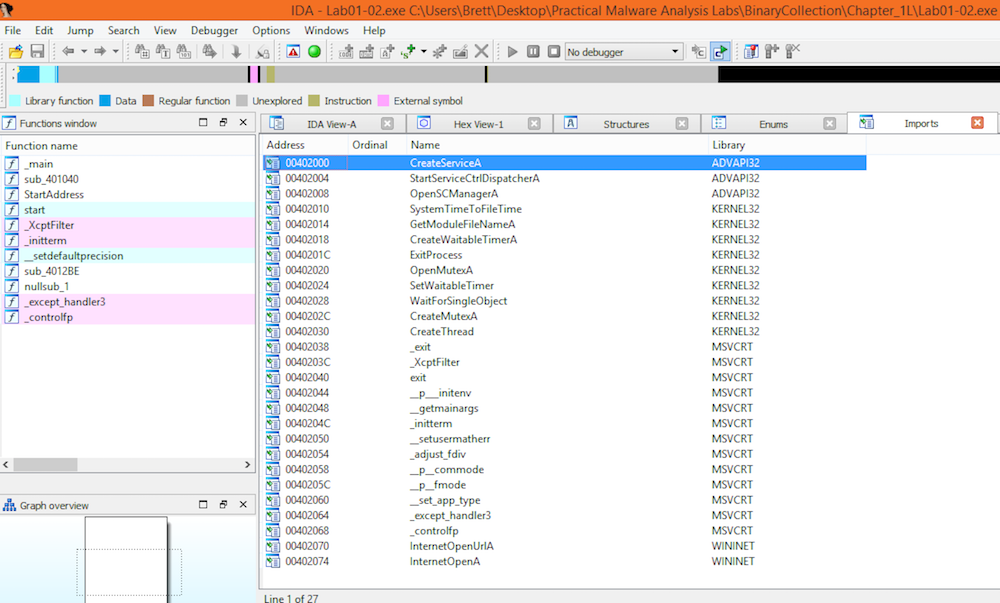 IDA - Lab01-02.exe C:\Users\Brett\Desktop\Practical Malware Analysis Labs\BinaryCollection\Chapter_1L\Lab01-02.exe
File Edit Jump Search View Debugger Options Windows Help
No debugger
Library function Data Regular function Unexplored Instruction External symbol
Functions window
Function name
_main
sub_401040
StartAddress
start
_XcptFilter
_initterm
__setdefaultprecision
sub_4012BE
nullsub_1
_except_handler3
_controlfp
Graph overview
IDA View-A Hex View-1 Structures Enums Imports
Address Ordinal Name Library
00402000 CreateServiceA ADVAPI32
00402004 StartServiceCtrlDispatcherA ADVAPI32
00402008 OpenSCManagerA ADVAPI32
00402010 SystemTimeToFileTime KERNEL32
00402014 GetModuleFileNameA KERNEL32
00402018 CreateWaitableTimerA KERNEL32
0040201C ExitProcess KERNEL32
00402020 OpenMutexA KERNEL32
00402024 SetWaitableTimer KERNEL32
00402028 WaitForSingleObject KERNEL32
0040202C CreateMutexA KERNEL32
00402030 CreateThread KERNEL32
00402038 _exit MSVCRT
0040203C _XcptFilter MSVCRT
00402040 exit MSVCRT
00402044 __p___initenv MSVCRT
00402048 __getmainargs MSVCRT
0040204C _initterm MSVCRT
00402050 __setusermatherr MSVCRT
00402054 _adjust_fdiv MSVCRT
00402058 __p__commode MSVCRT
0040205C __p__fmode MSVCRT
00402060 __set_app_type MSVCRT
00402064 _except_handler3 MSVCRT
00402068 _controlfp MSVCRT
00402070 InternetOpenUrlA WININET
00402074 InternetOpenA WININET
Line 1 of 27